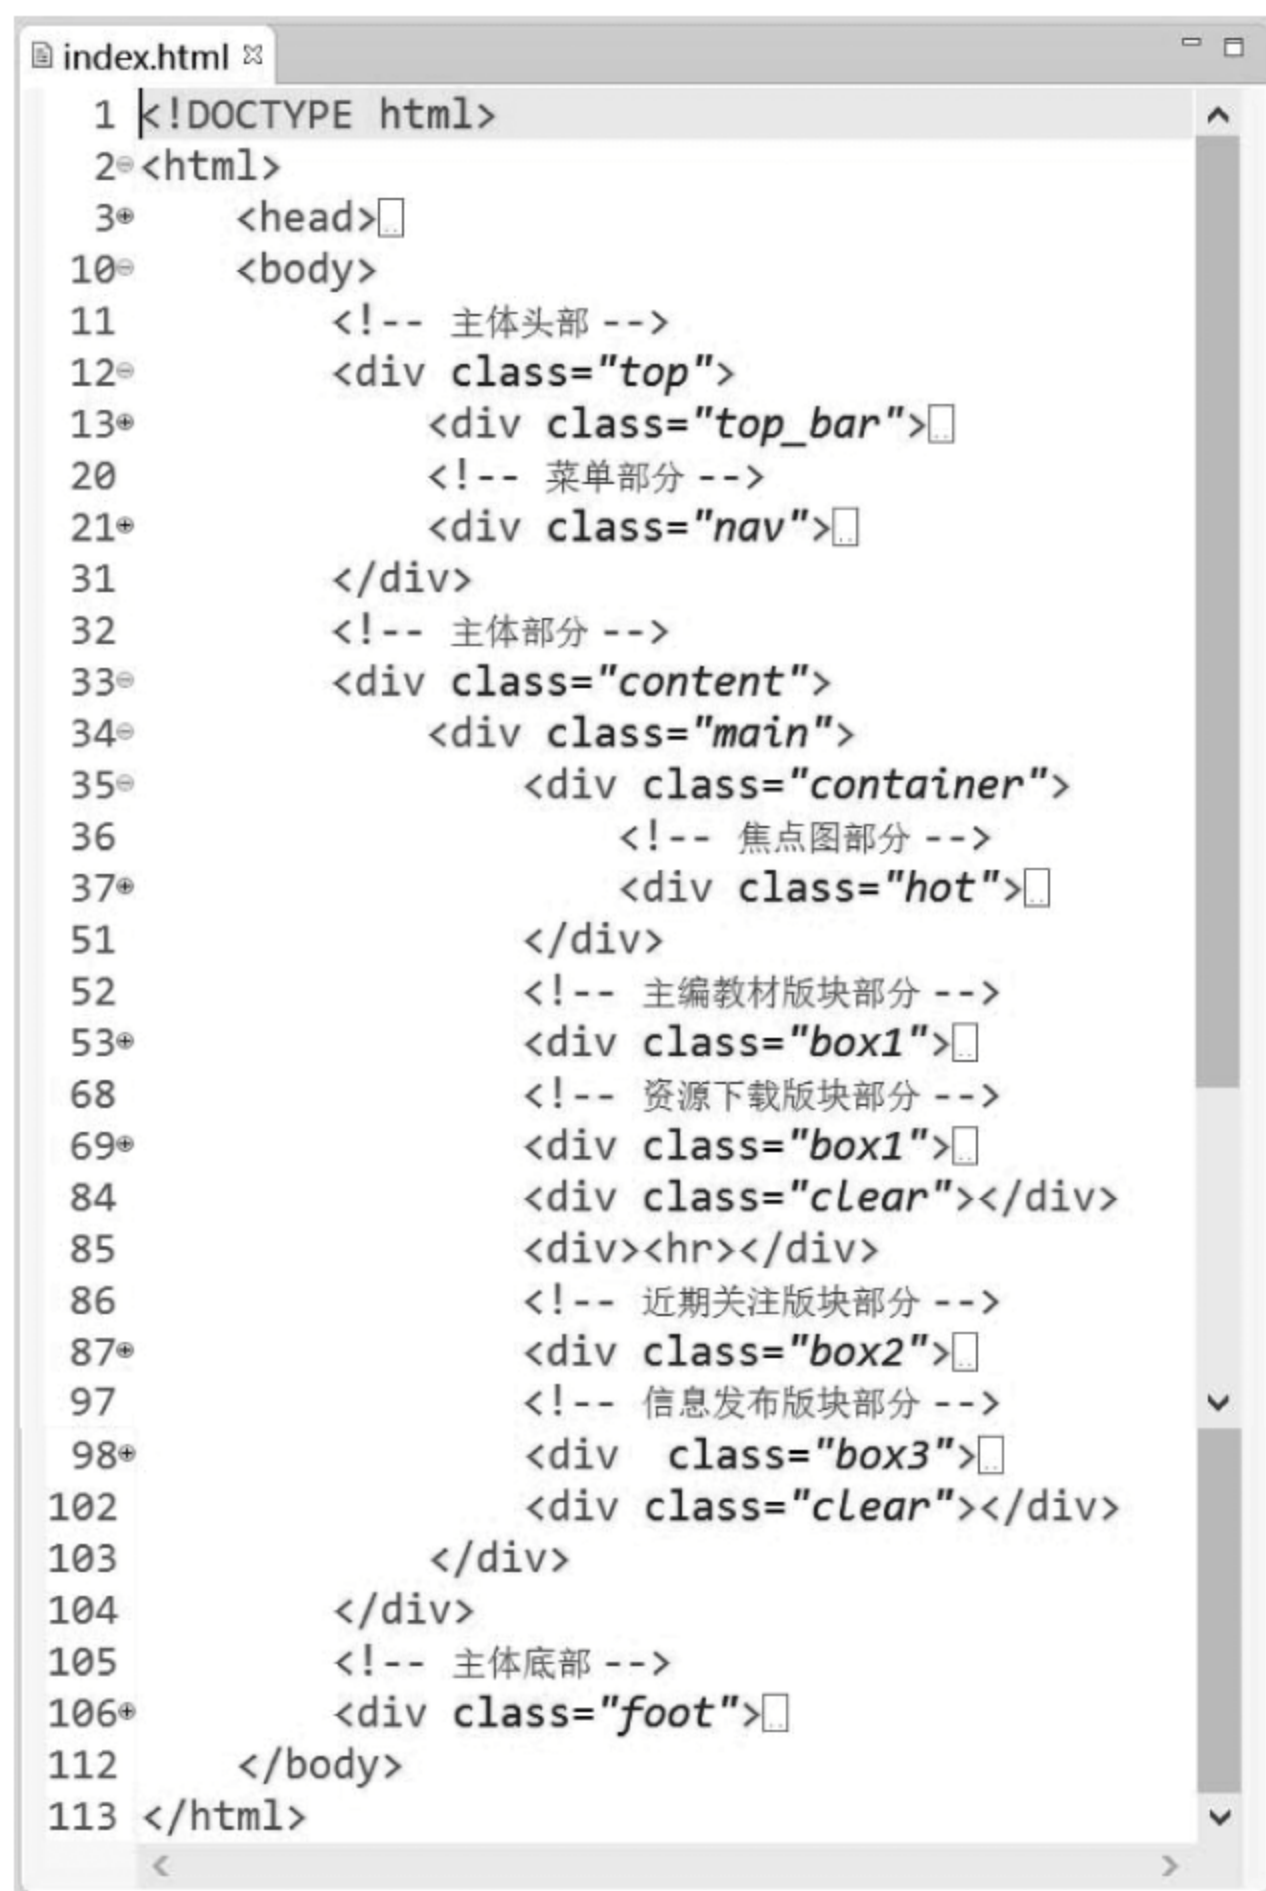 index.html
1 <!DOCTYPE html>
2 <html>
3 <head>
10 <body>
11 <!-- 主体头部 -->
12 <div class="top">
13 <div class="top_bar">
20 <!-- 菜单部分 -->
21 <div class="nav">
31 </div>
32 <!-- 主体部分 -->
33 <div class="content">
34 <div class="main">
35 <div class="container">
36 <!-- 焦点图部分 -->
37 <div class="hot">
51 </div>
52 <!-- 主编教材版块部分 -->
53 <div class="box1">
68 <!-- 资源下载版块部分 -->
69 <div class="box1">
84 <div class="clear"></div>
85 <div><hr></div>
86 <!-- 近期关注版块部分 -->
87 <div class="box2">
97 <!-- 信息发布版块部分 -->
98 <div  class="box3">
102 <div class="clear"></div>
103 </div>
104 </div>
105 <!-- 主体底部 -->
106 <div class="foot">
112 </body>
113 </html>